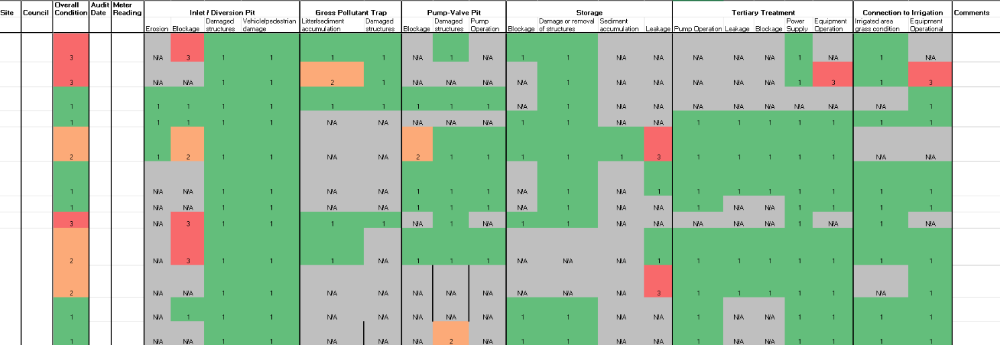 Overall Audit Meter
Site Council Condition Date Reading Inlet / Diversion Pit Gross Pollutant Trap Pump-Valve Pit Storage Tertiary Treatment Connection to Irrigation Comments
Damaged Vehicle/pedestrian Litter/sediment Damaged Damaged Pump Damage or removal Sediment Power Equipment Irrigated area Equipment
Erosion Blockage structures damage accumulation structures Blockage structures Operation Blockage of structures accumulation Leakage Pump Operation Leakage Blockage Supply Operation grass condition Operational
3 N/A 3 1 1 1 1 N/A 1 N/A 1 1 N/A N/A N/A N/A N/A 1 N/A 1 N/A
3 N/A N/A 1 1 2 1 N/A N/A N/A N/A 1 N/A N/A N/A N/A N/A 1 3 1 3
1 1 1 1 1 1 1 1 1 1 N/A 1 N/A N/A N/A N/A N/A N/A N/A N/A 1
1 1 1 1 1 N/A N/A N/A N/A N/A 1 1 N/A N/A 1 1 1 1 1 1 1
2 1 2 1 1 N/A N/A 2 1 1 1 1 1 3 1 1 1 1 1 N/A N/A
1 N/A N/A 1 1 N/A N/A 1 1 1 N/A 1 N/A 1 1 1 1 1 1 1 1
1 N/A N/A 1 1 N/A N/A 1 1 1 N/A 1 N/A N/A 1 N/A N/A 1 1 1 1
3 N/A 3 1 1 1 1 N/A 1 N/A 1 1 N/A N/A N/A N/A N/A 1 N/A 1 N/A
2 N/A 3 1 1 1 N/A 1 1 1 N/A N/A N/A 1 1 1 1 1 1 1 1
2 N/A N/A 1 1 N/A N/A N/A N/A N/A N/A N/A N/A 3 1 1 1 1 1 N/A 1
1 N/A 1 1 1 N/A N/A N/A N/A N/A 1 1 N/A N/A 1 N/A N/A 1 1 1 1
1 N/A N/A 1 1 N/A N/A N/A 2 N/A 1 1 N/A N/A 1 N/A N/A 1 1 1 1